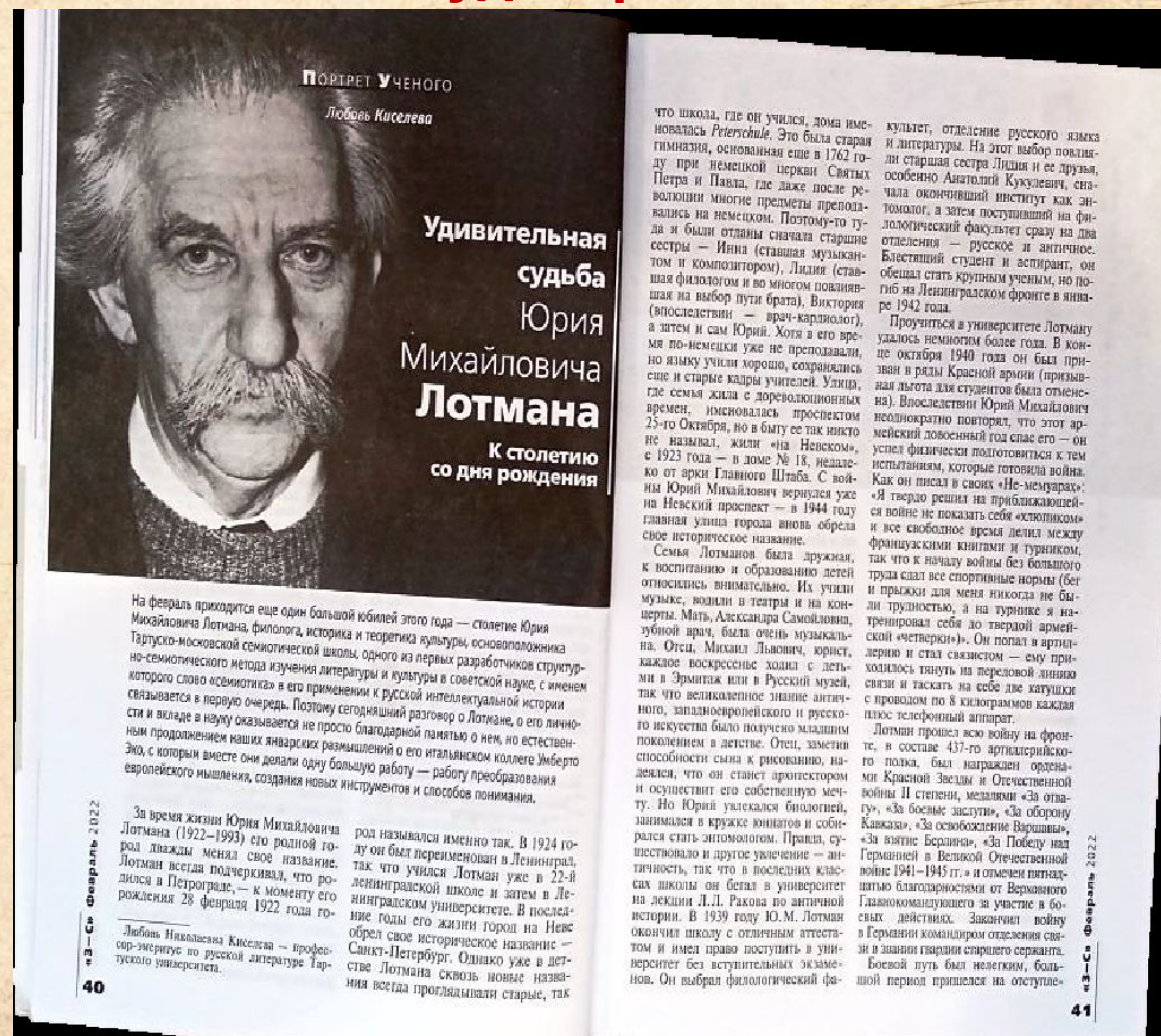 Портрет Ученого
Любовь Киселева
Удивительная
судьба
Юрия
Михайловича
Лотмана
К столетию
со дня рождения
На февраль приходится еще один большой юбилей этого года — столетие Юрия
Михайловича Лотмана, филолога, историка и теоретика культуры, основоположника
Тартуско-московской семиотической школы, одного из первых разработчиков структур-
но-семиотического метода изучения литературы и культуры в советской науке, с именем
которого слово «семиотика» в его применении к русской интеллектуальной истории
связывается в первую очередь. Поэтому сегодняшний разговор о Лотмане, о его лично-
сти и вкладе в науку оказывается не просто благодарной памятью о нем, но естествен-
ным продолжением наших январских размышлений о его итальянском коллеге Умберто
Эко, с которым вместе они делали одну большую работу — работу преобразования
европейского мышления, создания новых инструментов и способов понимания.
За время жизни Юрия Михайловича
Лотмана (1922–1993) его родной го-
род дважды менял свое название.
Лотман всегда подчеркивал, что ро-
дился в Петрограде, — к моменту его
рождения 28 февраля 1922 года го-
Любовь Николаевна Киселева — профес-
сор-эмеритус по русской литературе Тар-
туского университета.
«З—С» Февраль 2022
40
род назывался именно так. В 1924 го-
ду он был переименован в Ленинград,
так что учился Лотман уже в 22-й
ленинградской школе и затем в Ле-
нинградском университете. В послед-
ние годы его жизни город на Неве
обрел свое историческое название —
Санкт-Петербург. Однако уже в дет-
стве Лотмана сквозь новые назва-
ния всегда проглядывали старые, так
что школа, где он учился, дома име-
новалась Peterschule. Это была старая
гимназия, основанная еще в 1762 го-
ду при немецкой церкви Святых
Петра и Павла, где даже после ре-
волюции многие предметы препода-
вались на немецком. Поэтому-то ту-
да и были отданы сначала старшие
сестры — Инна (ставшая музыкан-
том и композитором), Лидия (став-
шая филологом и во многом повлияв-
шая на выбор пути брата), Виктория
(впоследствии — врач-кардиолог),
а затем и сам Юрий. Хотя в его вре-
мя по-немецки уже не преподавали,
но языку учили хорошо, сохранялись
еще и старые кадры учителей. Улица,
где семья жила с дореволюционных
времен, именовалась проспектом
25-го Октября, но в быту ее так никто
не называл, жили «на Невском»,
с 1923 года — в доме № 18, недале-
ко от арки Главного Штаба. С вой-
ны Юрий Михайлович вернулся уже
на Невский проспект — в 1944 году
главная улица города вновь обрела
свое историческое название.
Семья Лотманов была дружная,
к воспитанию и образованию детей
относились внимательно. Их учили
музыке, водили в театры и на кон-
церты. Мать, Александра Самойловна,
зубной врач, была очень музыкаль-
на. Отец, Михаил Львович, юрист,
каждое воскресенье ходил с деть-
ми в Эрмитаж или в Русский музей,
так что великолепное знание антич-
ного, западноевропейского и русско-
го искусства было получено младшим
поколением в детстве. Отец, заметив
способности сына к рисованию, на-
деялся, что он станет архитектором
и осуществит его собственную меч-
ту. Но Юрий увлекался биологией,
занимался в кружке юннатов и соби-
рался стать энтомологом. Правда, су-
ществовало и другое увлечение — ан-
тичность, так что в последних клас-
сах школы он бегал в университет
на лекции Л.Л. Ракова по античной
истории. В 1939 году Ю.М. Лотман
окончил школу с отличным аттеста-
том и имел право поступить в уни-
верситет без вступительных экзаме-
нов. Он выбрал филологический фа-
культет, отделение русского языка
и литературы. На этот выбор повлия-
ли старшая сестра Лидия и ее друзья,
особенно Анатолий Кукулевич, сна-
чала окончивший институт как эн-
томолог, а затем поступивший на фи-
лологический факультет сразу на два
отделения — русское и античное.
Блестящий студент и аспирант, он
обещал стать крупным ученым, но по-
гиб на Ленинградском фронте в янва-
ре 1942 года.
Проучиться в университете Лотману
удалось немногим более года. В кон-
це октября 1940 года он был при-
зван в ряды Красной армии (призыв-
ная льгота для студентов была отмене-
на). Впоследствии Юрий Михайлович
неоднократно повторял, что этот ар-
мейский довоенный год спас его — он
успел физически подготовиться к тем
испытаниям, которые готовила война.
Как он писал в своих «Не-мемуарах»:
«Я твердо решил на приближающей-
ся войне не показать себя «хлюпиком»
и все свободное время делил между
французскими книгами и турником,
так что к началу войны без большого
труда сдал все спортивные нормы (бег
и прыжки для меня никогда не бы-
ли трудностью, а на турнике я на-
тренировал себя до твердой армей-
ской «четверки»)». Он попал в артил-
лерию и стал связистом — ему при-
ходилось тянуть на передовой линию
связи и таскать на себе две катушки
с проводом по 8 килограммов каждая
плюс телефонный аппарат.
Лотман прошел всю войну на фрон-
те, в составе 437-го артиллерийско-
го полка, был награжден ордена-
ми Красной Звезды и Отечественной
войны II степени, медалями «За отва-
гу», «За боевые заслуги», «За оборону
Кавказа», «За освобождение Варшавы»,
«За взятие Берлина», «За Победу над
Германией в Великой Отечественной
войне 1941–1945 гг.» и отмечен пятнад-
цатью благодарностями от Верховного
Главнокомандующего за участие в бо-
евых действиях. Закончил войну
в Германии командиром отделения свя-
зи в звании гвардии старшего сержанта.
Боевой путь был нелегким, боль-
шой период пришелся на отступле-
«З—С» Февраль 2022
41